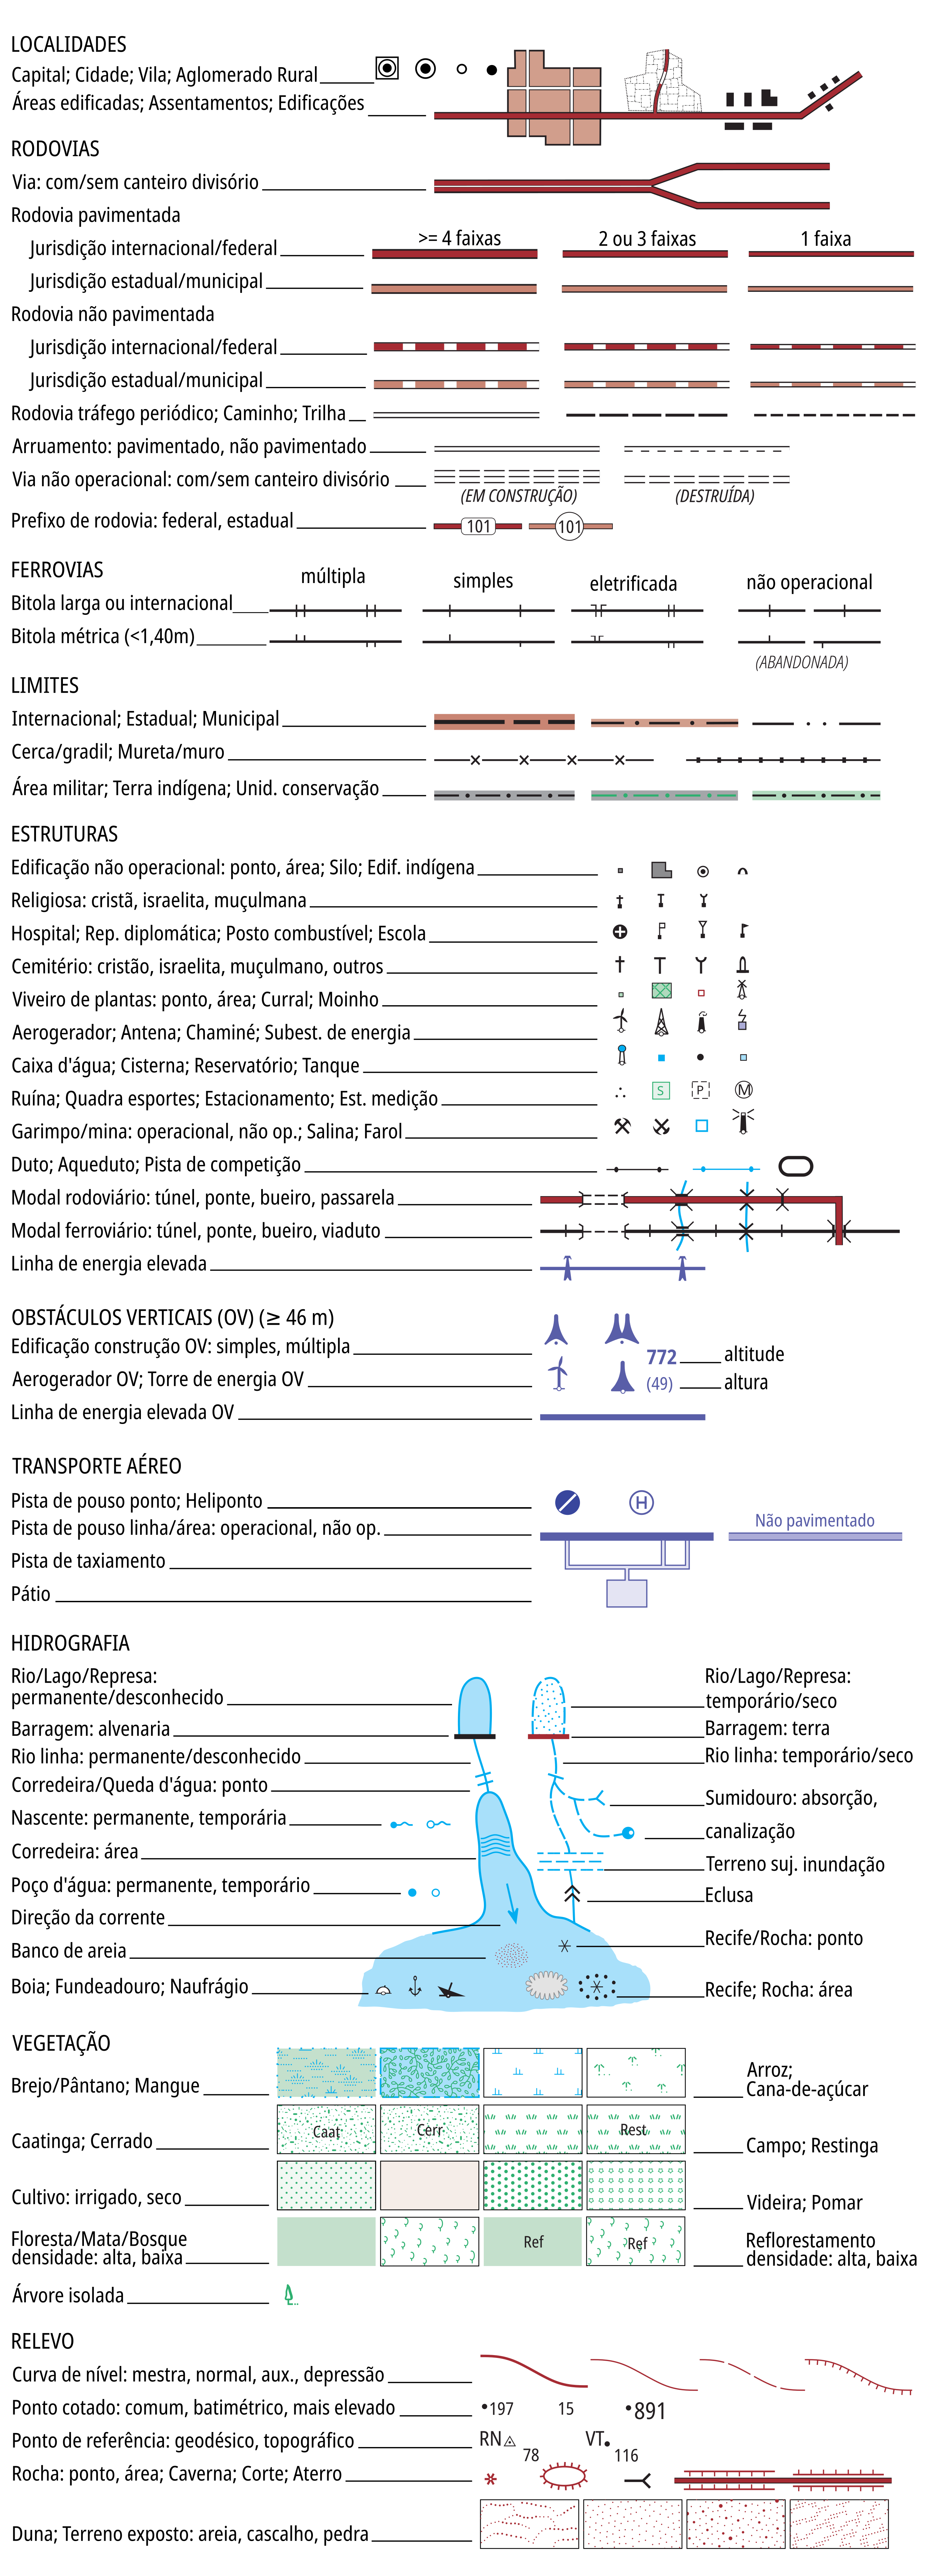 LOCALIDADES
Capital; Cidade; Vila; Aglomerado Rural
Áreas edificadas; Assentamentos; Edificações
RODOVIAS
Via: com/sem canteiro divisório
Rodovia pavimentada
>= 4 faixas 2 ou 3 faixas 1 faixa
Jurisdição internacional/federal
Jurisdição estadual/municipal
Rodovia não pavimentada
Jurisdição internacional/federal
Jurisdição estadual/municipal
Rodovia tráfego periódico; Caminho; Trilha
Arruamento: pavimentado, não pavimentado
Via não operacional: com/sem canteiro divisório
(EM CONSTRUÇÃO) (DESTRUÍDA)
Prefixo de rodovia: federal, estadual 101 101
FERROVIAS
múltipla simples eletrificada não operacional
Bitola larga ou internacional
Bitola métrica (<1,40m)
(ABANDONADA)
LIMITES
Internacional; Estadual; Municipal
Cerca/gradil; Mureta/muro
Área militar; Terra indígena; Unid. conservação
ESTRUTURAS
Edificação não operacional: ponto, área; Silo; Edif. indígena
Religiosa: cristã, israelita, muçulmana
Hospital; Rep. diplomática; Posto combustível; Escola
Cemitério: cristão, israelita, muçulmano, outros
Viveiro de plantas: ponto, área; Curral; Moinho
Aerogerador; Antena; Chaminé; Subest. de energia
Caixa d'água; Cisterna; Reservatório; Tanque
Ruína; Quadra esportes; Estacionamento; Est. medição S P M
Garimpo/mina: operacional, não op.; Salina; Farol
Duto; Aqueduto; Pista de competição
Modal rodoviário: túnel, ponte, bueiro, passarela
Modal ferroviário: túnel, ponte, bueiro, viaduto
Linha de energia elevada
OBSTÁCULOS VERTICAIS (OV) (≥ 46 m)
Edificação construção OV: simples, múltipla
772 altitude
Aerogerador OV; Torre de energia OV
(49) altura
Linha de energia elevada OV
TRANSPORTE AÉREO
Pista de pouso ponto; Heliponto H
Pista de pouso linha/área: operacional, não op. Não pavimentado
Pista de taxiamento
Pátio
HIDROGRAFIA
Rio/Lago/Represa: Rio/Lago/Represa:
permanente/desconhecido temporário/seco
Barragem: alvenaria Barragem: terra
Rio linha: permanente/desconhecido Rio linha: temporário/seco
Corredeira/Queda d'água: ponto Sumidouro: absorção,
Nascente: permanente, temporária canalização
Corredeira: área Terreno suj. inundação
Poço d'água: permanente, temporário Eclusa
Direção da corrente
Recife/Rocha: ponto
Banco de areia
Boia; Fundeadouro; Naufrágio Recife; Rocha: área
VEGETAÇÃO
Brejo/Pântano; Mangue Arroz;
Cana-de-açúcar
Caatinga; Cerrado Caat Cerr Rest Campo; Restinga
Cultivo: irrigado, seco Videira; Pomar
Floresta/Mata/Bosque Ref Ref Reflorestamento
densidade: alta, baixa densidade: alta, baixa
Árvore isolada
RELEVO
Curva de nível: mestra, normal, aux., depressão
Ponto cotado: comum, batimétrico, mais elevado 197 15 891
Ponto de referência: geodésico, topográfico RN VT
78 116
Rocha: ponto, área; Caverna; Corte; Aterro
Duna; Terreno exposto: areia, cascalho, pedra